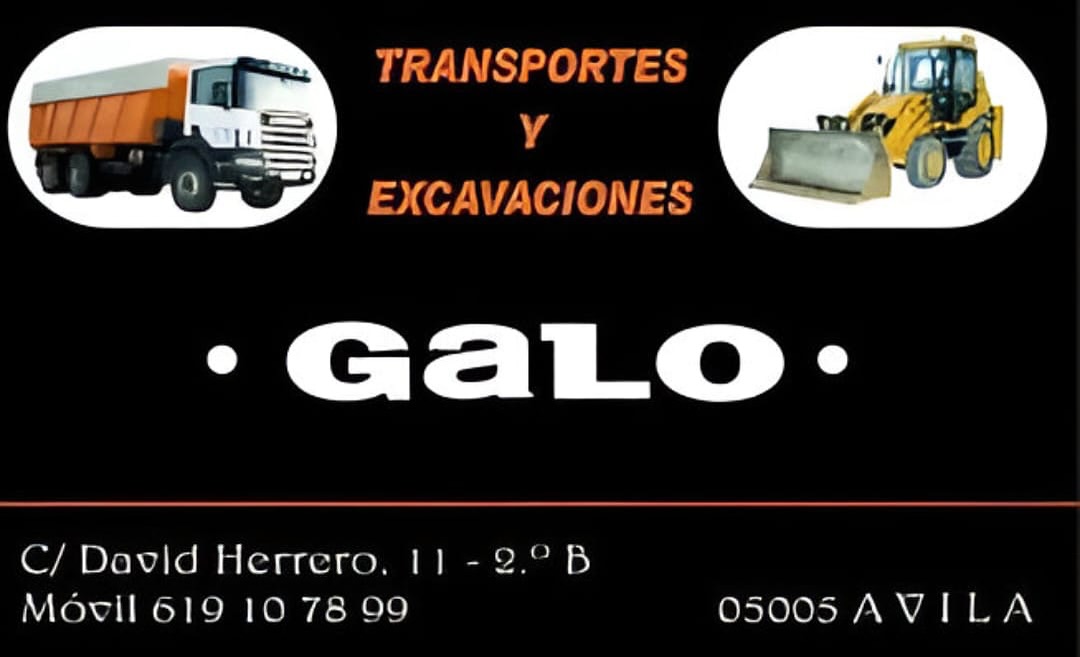 TRANSPORTES
Y
EXCAVACIONES
· GaLO ·
C/ David Herrero, 11 - 2.º B
Móvil 619 10 78 99
05005 AVILA